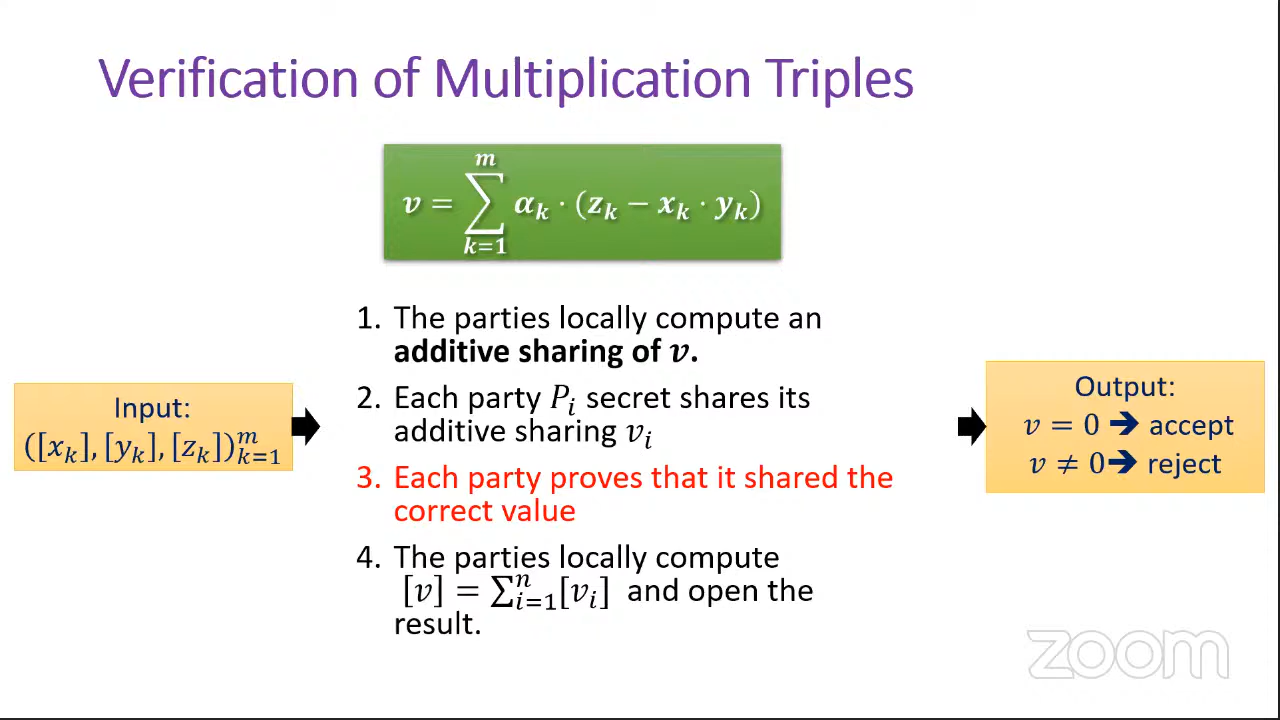 Verification of Multiplication Triples
v = ∑_{k=1}^{m} α_k · (z_k − x_k · y_k)
1. The parties locally compute an
additive sharing of v.
2. Each party P_i secret shares its
additive sharing v_i
3. Each party proves that it shared the
correct value
4. The parties locally compute
[v] = ∑_{i=1}^{n}[v_i] and open the
result.
Input:
([x_k], [y_k], [z_k])_{k=1}^{m}
Output:
v = 0 ➔ accept
v ≠ 0➔ reject
zoom